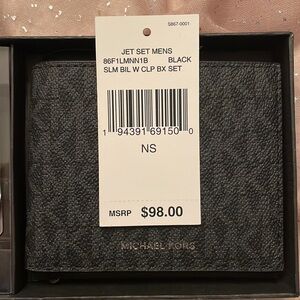 5867-0001
JET SET MENS
86F1LMNN1B BLACK
SLM BIL W CLP BX SET
1 94391 69150 0
NS
MSRP $98.00
MICHAEL KORS